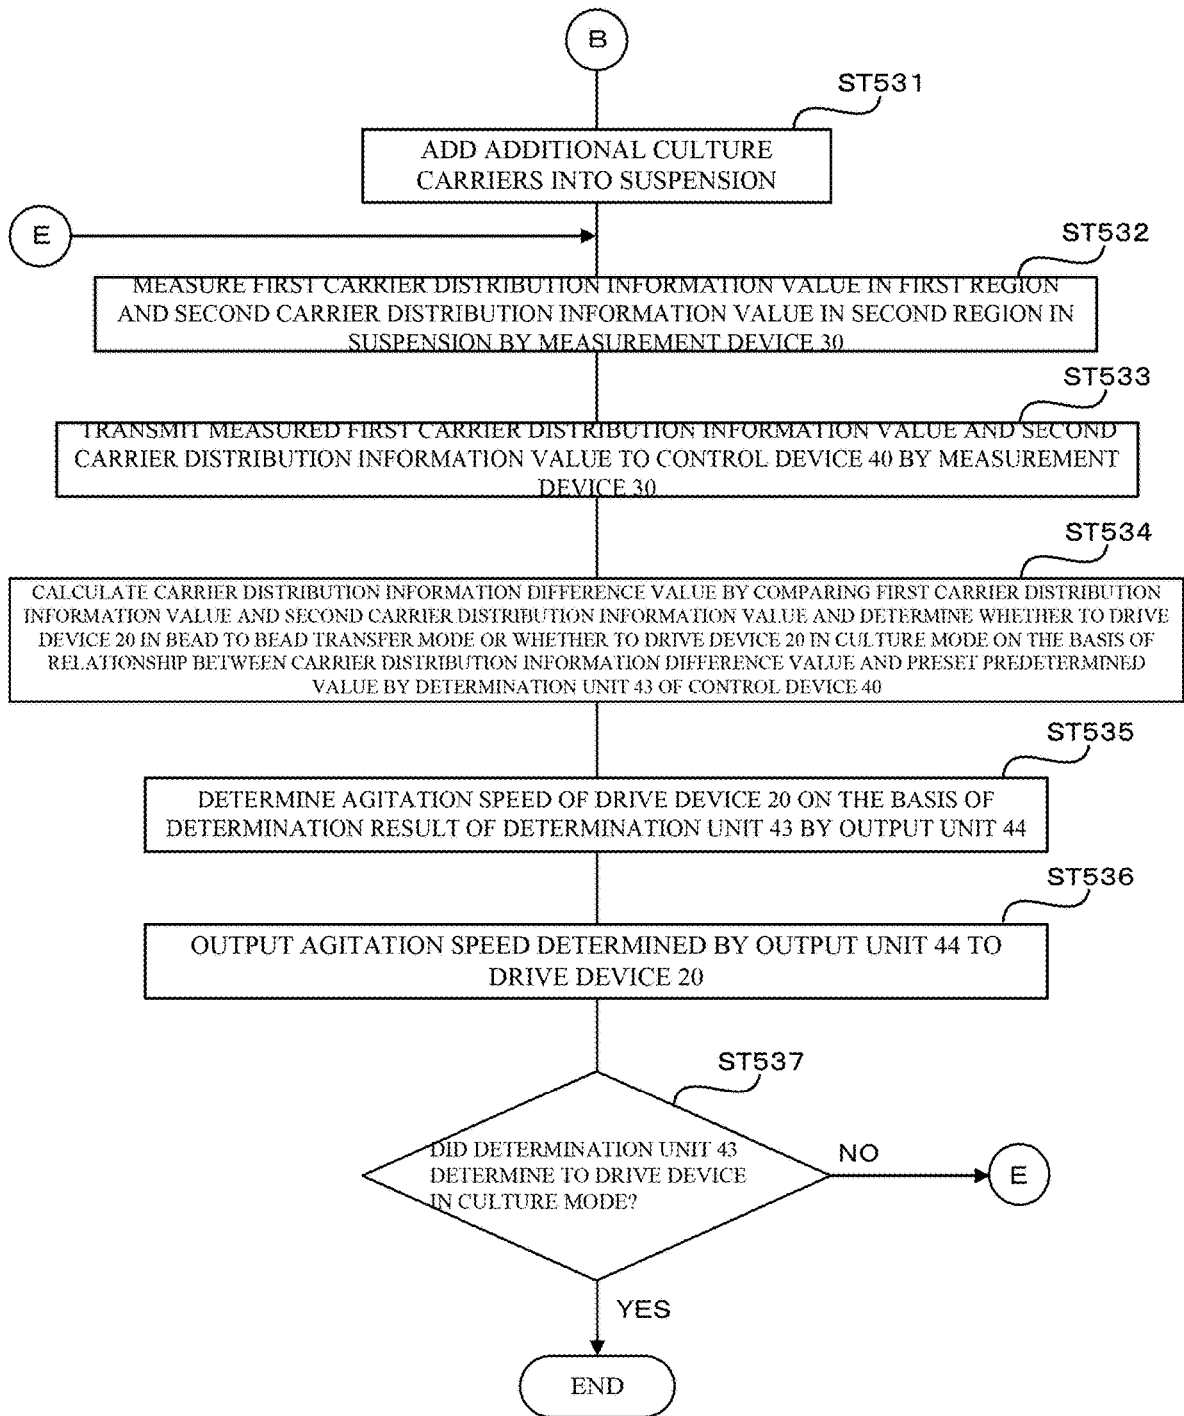 B
ST531
ADD ADDITIONAL CULTURE
CARRIERS INTO SUSPENSION
E
ST532
MEASURE FIRST CARRIER DISTRIBUTION INFORMATION VALUE IN FIRST REGION
AND SECOND CARRIER DISTRIBUTION INFORMATION VALUE IN SECOND REGION IN
SUSPENSION BY MEASUREMENT DEVICE 30
ST533
TRANSMIT MEASURED FIRST CARRIER DISTRIBUTION INFORMATION VALUE AND SECOND
CARRIER DISTRIBUTION INFORMATION VALUE TO CONTROL DEVICE 40 BY MEASUREMENT
DEVICE 30
ST534
CALCULATE CARRIER DISTRIBUTION INFORMATION DIFFERENCE VALUE BY COMPARING FIRST CARRIER DISTRIBUTION
INFORMATION VALUE AND SECOND CARRIER DISTRIBUTION INFORMATION VALUE AND DETERMINE WHETHER TO DRIVE
DEVICE 20 IN BEAD TO BEAD TRANSFER MODE OR WHETHER TO DRIVE DEVICE 20 IN CULTURE MODE ON THE BASIS OF
RELATIONSHIP BETWEEN CARRIER DISTRIBUTION INFORMATION DIFFERENCE VALUE AND PRESET PREDETERMINED
VALUE BY DETERMINATION UNIT 43 OF CONTROL DEVICE 40
ST535
DETERMINE AGITATION SPEED OF DRIVE DEVICE 20 ON THE BASIS OF
DETERMINATION RESULT OF DETERMINATION UNIT 43 BY OUTPUT UNIT 44
ST536
OUTPUT AGITATION SPEED DETERMINED BY OUTPUT UNIT 44 TO
DRIVE DEVICE 20
ST537
DID DETERMINATION UNIT 43
DETERMINE TO DRIVE DEVICE
IN CULTURE MODE?
NO
E
YES
END